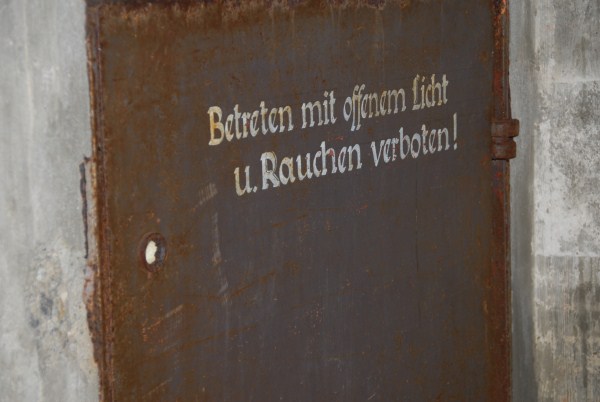 Betreten mit offenem Licht
u. Rauchen verboten!